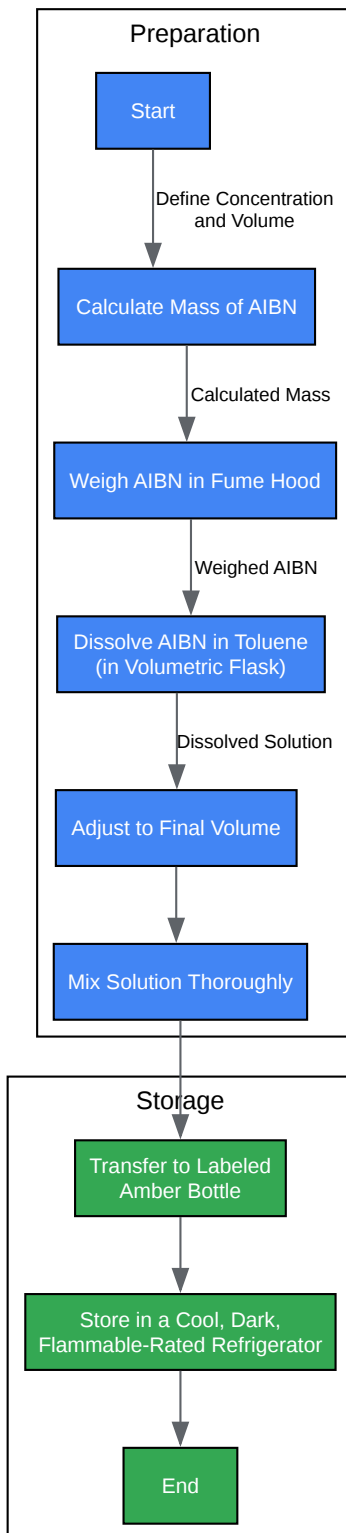 Preparation
Start
Define Concentration
and Volume
Calculate Mass of AIBN
Calculated Mass
Weigh AIBN in Fume Hood
Weighed AIBN
Dissolve AIBN in Toluene
(in Volumetric Flask)
Dissolved Solution
Adjust to Final Volume
Mix Solution Thoroughly
Storage
Transfer to Labeled
Amber Bottle
Store in a Cool, Dark,
Flammable-Rated Refrigerator
End